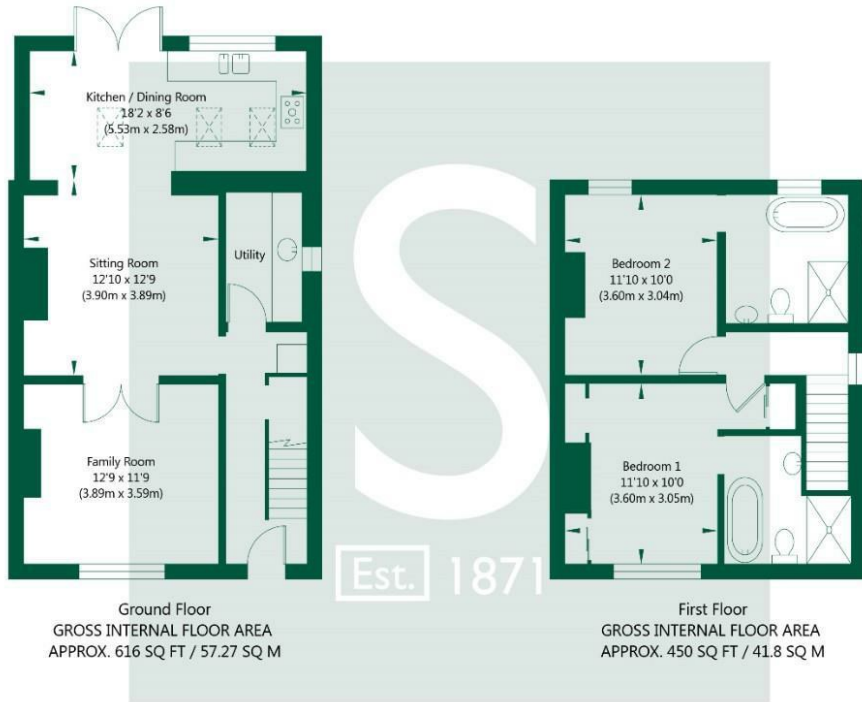 Kitchen / Dining Room
18'2 x 8'6
(5.53m x 2.58m)
Sitting Room
12'10 x 12'9
(3.90m x 3.89m)
Utility
Family Room
12'9 x 11'9
(3.89m x 3.59m)
Bedroom 2
11'10 x 10'0
(3.60m x 3.04m)
Bedroom 1
11'10 x 10'0
(3.60m x 3.05m)
S
Est. 1871
Ground Floor
GROSS INTERNAL FLOOR AREA
APPROX. 616 SQ FT / 57.27 SQ M
First Floor
GROSS INTERNAL FLOOR AREA
APPROX. 450 SQ FT / 41.8 SQ M